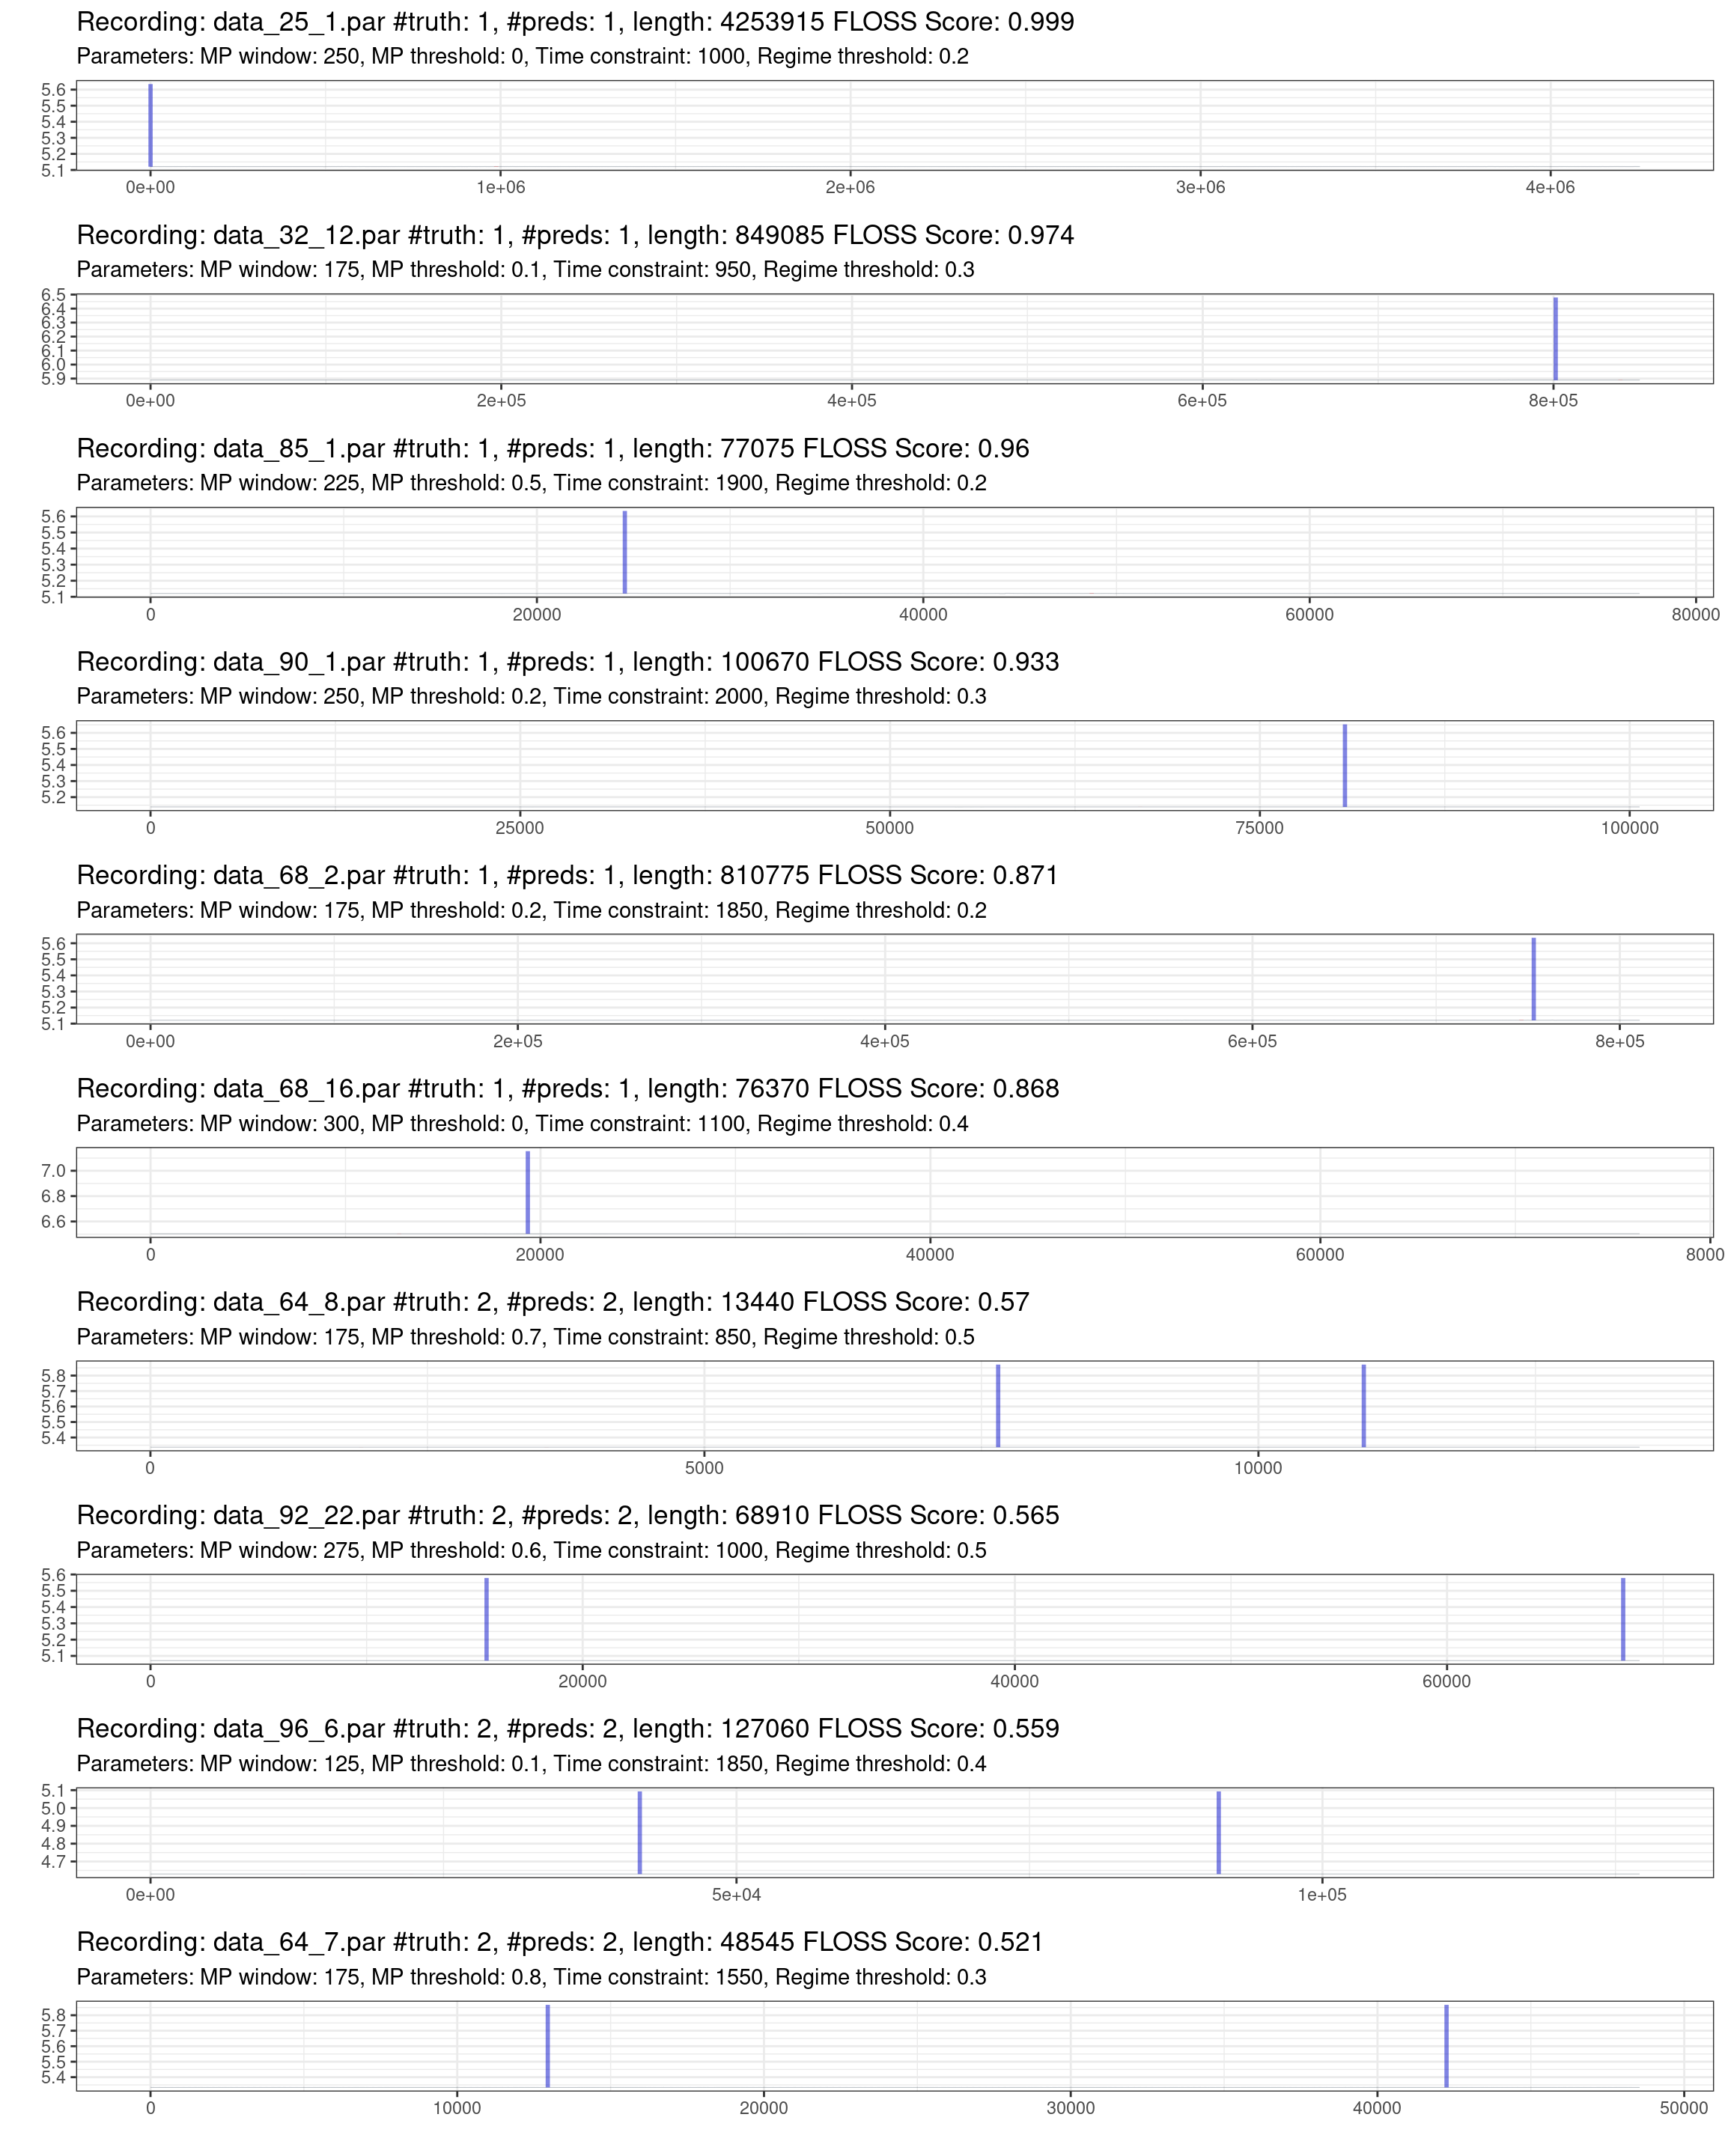 Recording: data_25_1.par #truth: 1, #preds: 1, length: 4253915 FLOSS Score: 0.999
Parameters: MP window: 250, MP threshold: 0, Time constraint: 1000, Regime threshold: 0.2
5.6
5.5
5.4
5.3
5.2
5.1
0e+00 1e+06 2e+06 3e+06 4e+06
Recording: data_32_12.par #truth: 1, #preds: 1, length: 849085 FLOSS Score: 0.974
Parameters: MP window: 175, MP threshold: 0.1, Time constraint: 950, Regime threshold: 0.3
6.5
6.4
6.3
6.2
6.1
6.0
5.9
0e+00 2e+05 4e+05 6e+05 8e+05
Recording: data_85_1.par #truth: 1, #preds: 1, length: 77075 FLOSS Score: 0.96
Parameters: MP window: 225, MP threshold: 0.5, Time constraint: 1900, Regime threshold: 0.2
5.6
5.5
5.4
5.3
5.2
5.1
0 20000 40000 60000 80000
Recording: data_90_1.par #truth: 1, #preds: 1, length: 100670 FLOSS Score: 0.933
Parameters: MP window: 250, MP threshold: 0.2, Time constraint: 2000, Regime threshold: 0.3
5.6
5.5
5.4
5.3
5.2
0 25000 50000 75000 100000
Recording: data_68_2.par #truth: 1, #preds: 1, length: 810775 FLOSS Score: 0.871
Parameters: MP window: 175, MP threshold: 0.2, Time constraint: 1850, Regime threshold: 0.2
5.6
5.5
5.4
5.3
5.2
5.1
0e+00 2e+05 4e+05 6e+05 8e+05
Recording: data_68_16.par #truth: 1, #preds: 1, length: 76370 FLOSS Score: 0.868
Parameters: MP window: 300, MP threshold: 0, Time constraint: 1100, Regime threshold: 0.4
7.0
6.8
6.6
0 20000 40000 60000 8000
Recording: data_64_8.par #truth: 2, #preds: 2, length: 13440 FLOSS Score: 0.57
Parameters: MP window: 175, MP threshold: 0.7, Time constraint: 850, Regime threshold: 0.5
5.8
5.7
5.6
5.5
5.4
0 5000 10000
Recording: data_92_22.par #truth: 2, #preds: 2, length: 68910 FLOSS Score: 0.565
Parameters: MP window: 275, MP threshold: 0.6, Time constraint: 1000, Regime threshold: 0.5
5.6
5.5
5.4
5.3
5.2
5.1
0 20000 40000 60000
Recording: data_96_6.par #truth: 2, #preds: 2, length: 127060 FLOSS Score: 0.559
Parameters: MP window: 125, MP threshold: 0.1, Time constraint: 1850, Regime threshold: 0.4
5.1
5.0
4.9
4.8
4.7
0e+00 5e+04 1e+05
Recording: data_64_7.par #truth: 2, #preds: 2, length: 48545 FLOSS Score: 0.521
Parameters: MP window: 175, MP threshold: 0.8, Time constraint: 1550, Regime threshold: 0.3
5.8
5.7
5.6
5.5
5.4
0 10000 20000 30000 40000 50000